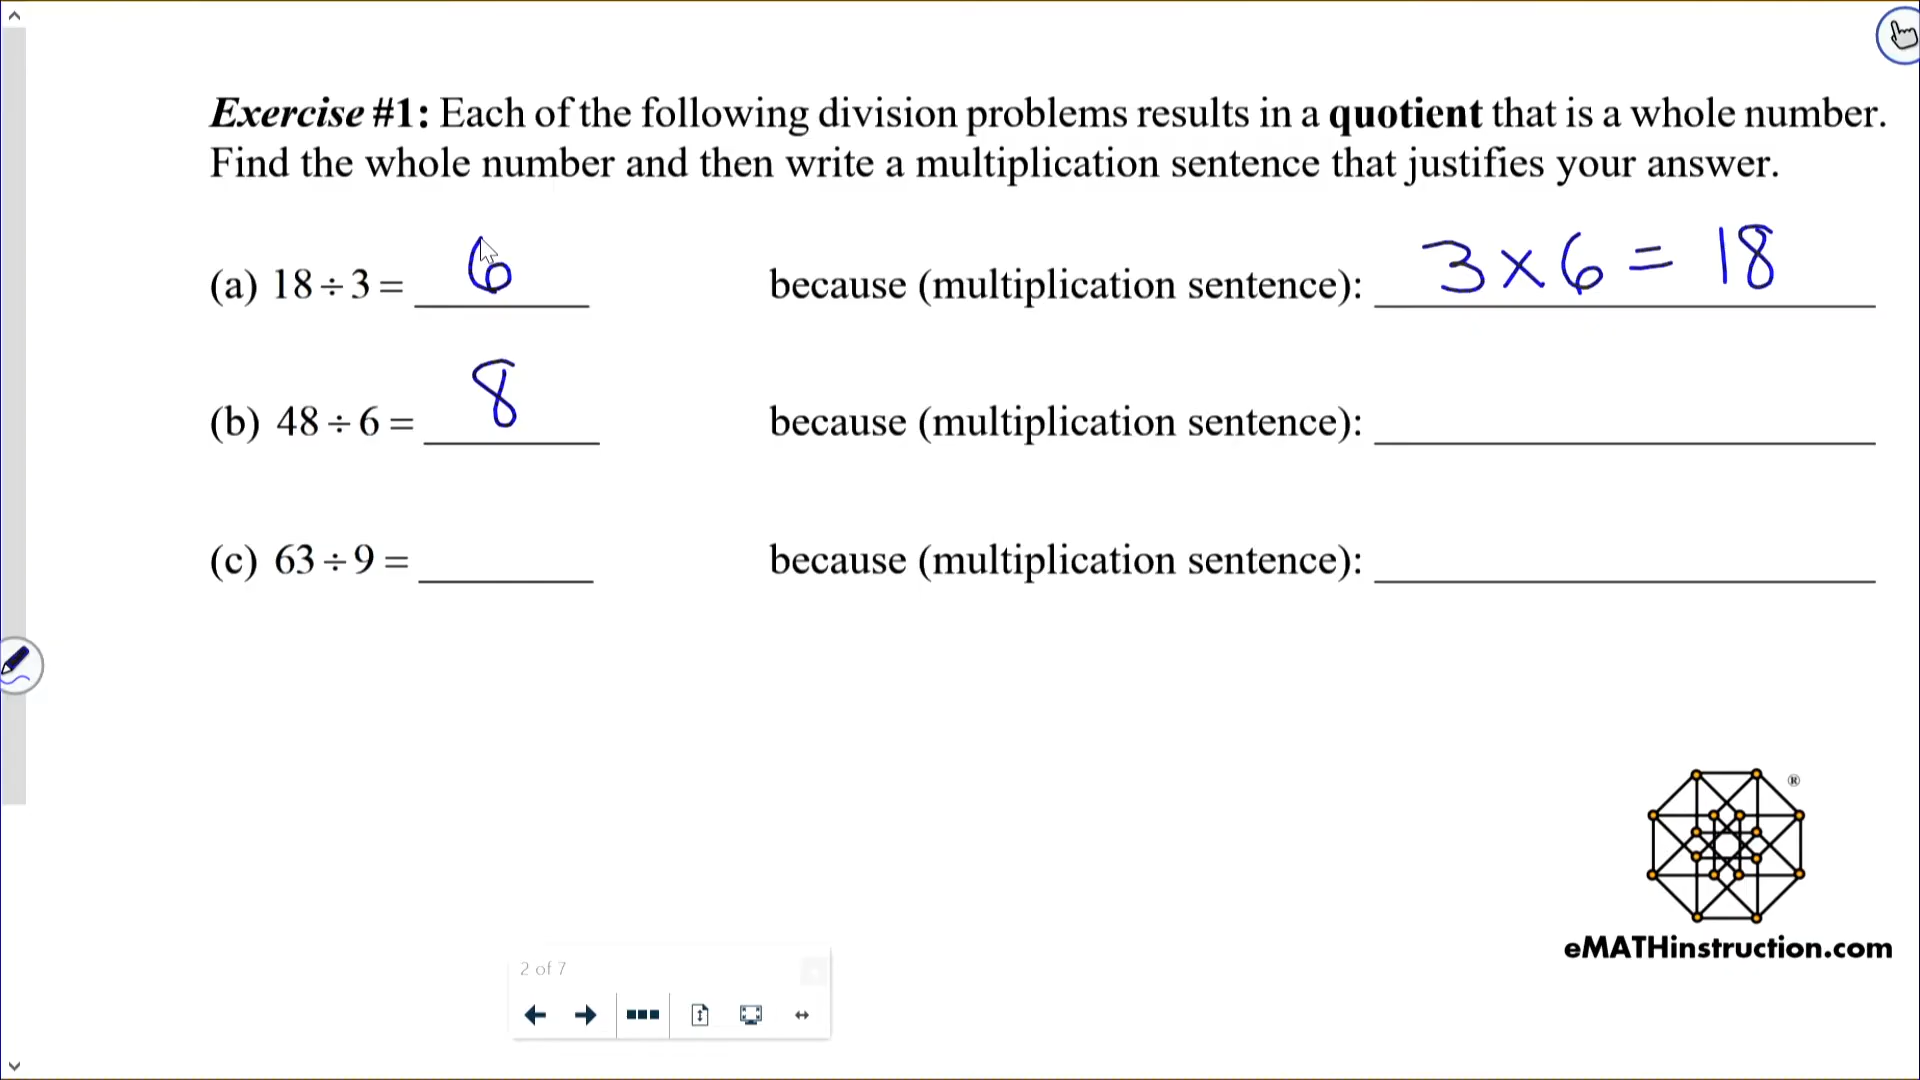 Exercise #1: Each of the following division problems results in a quotient that is a whole number.
Find the whole number and then write a multiplication sentence that justifies your answer.
(a) 18 ÷ 3 = 6 because (multiplication sentence): 3 × 6 = 18
(b) 48 ÷ 6 = 8 because (multiplication sentence):
(c) 63 ÷ 9 = because (multiplication sentence):
®
eMATHinstruction.com
2 of 7